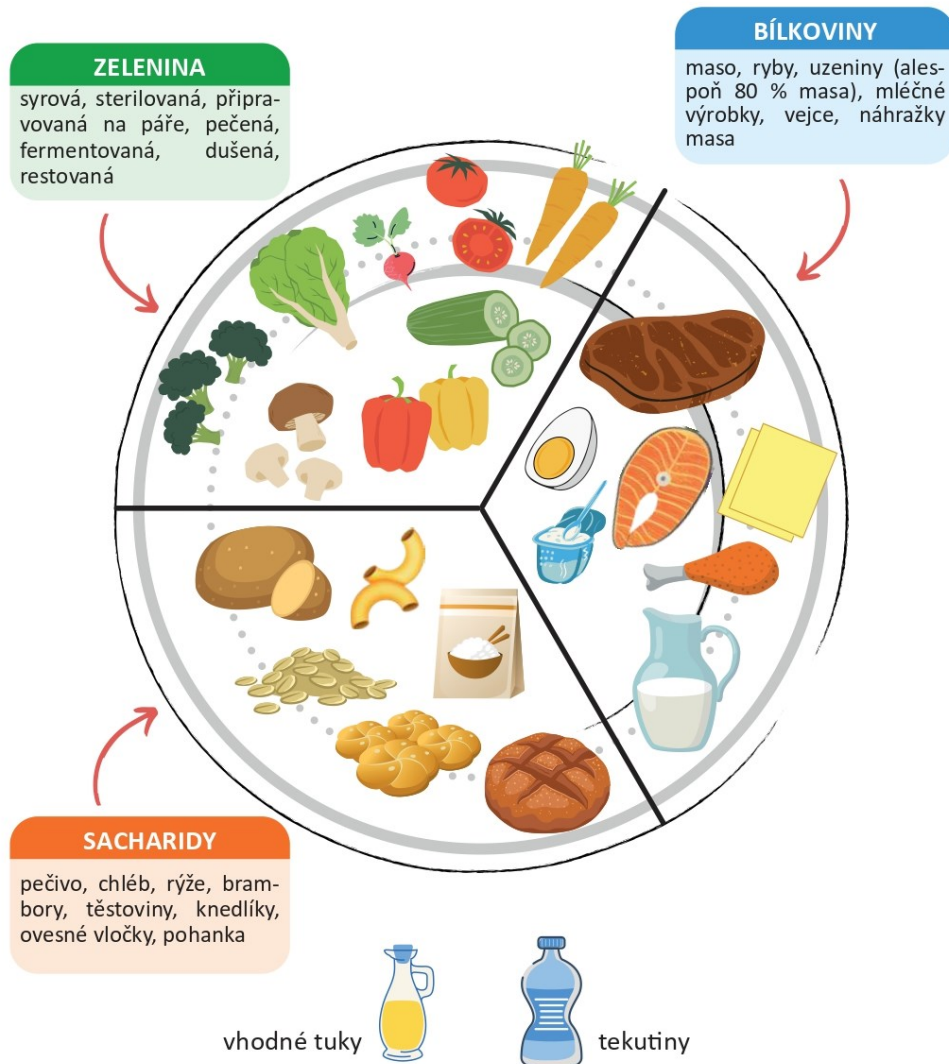 ZELENINA
syrová, sterilovaná, připra-
vovaná na páře, pečená,
fermentovaná, dušená,
restovaná
BÍLKOVINY
maso, ryby, uzeniny (ales-
poň 80 % masa), mléčné
výrobky, vejce, náhražky
masa
SACHARIDY
pečivo, chléb, rýže, bram-
bory, těstoviny, knedlíky,
ovesné vločky, pohanka
vhodné tuky
tekutiny